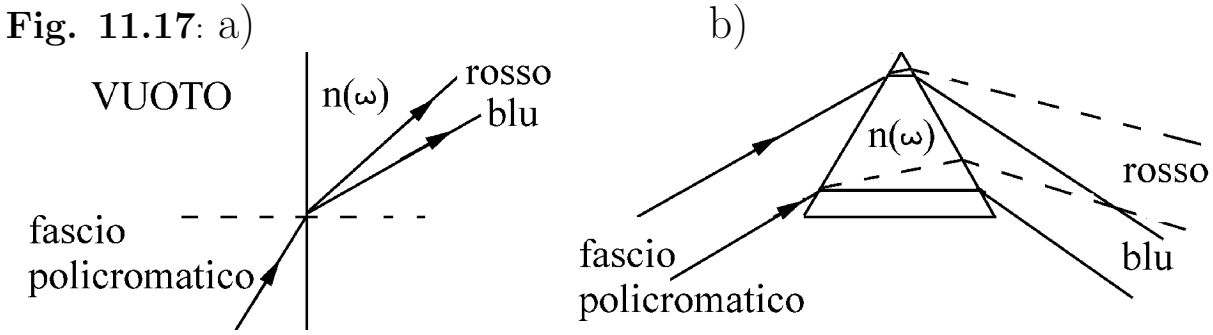 Fig. 11.17: a)
b)
VUOTO
n(ω)
rosso
blu
fascio
policromatico
n(ω)
rosso
blu
fascio
policromatico